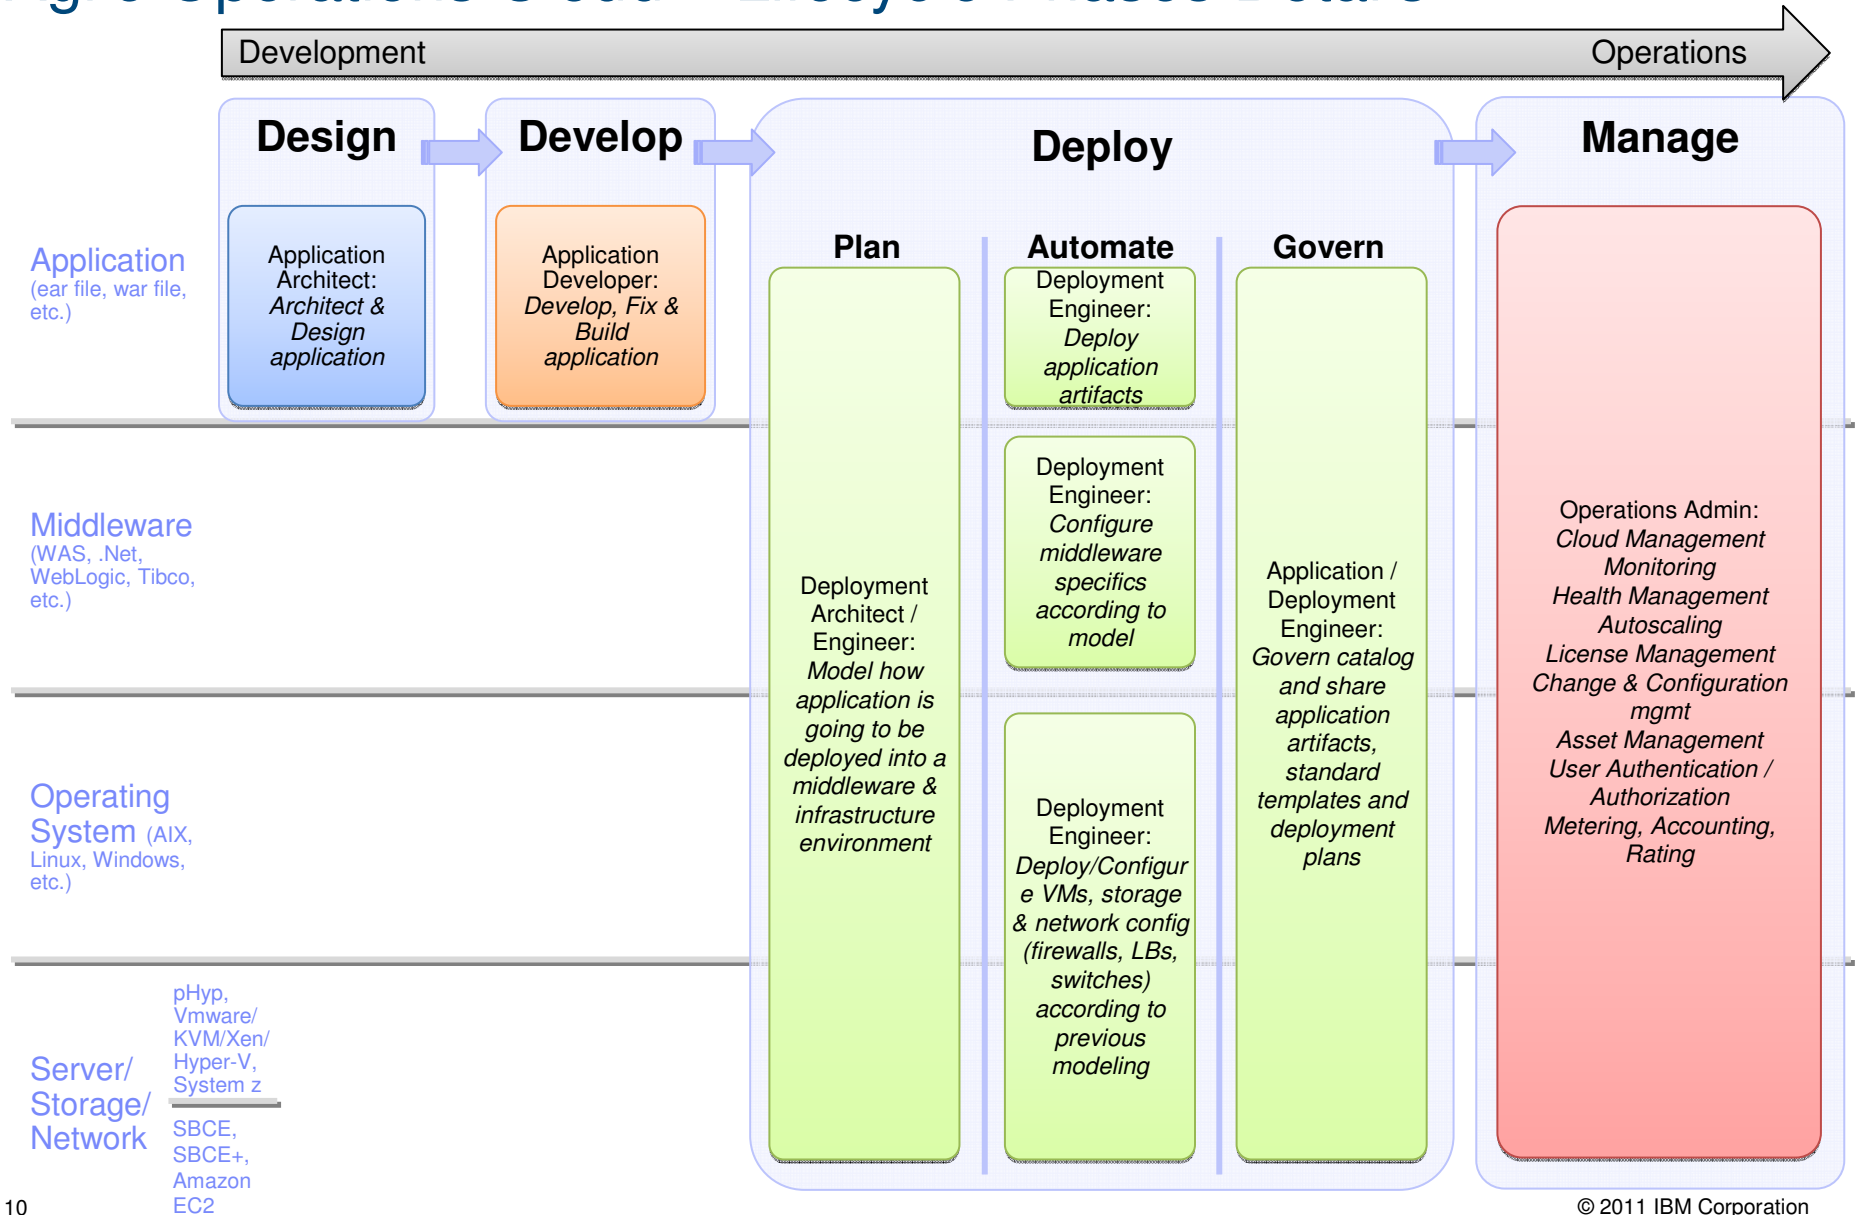 Development
Operations
Design
Develop
Deploy
Manage
Plan
Automate
Govern
Application
(ear file, war file,
etc.)
Application
Architect:
Architect &
Design
application
Application
Developer:
Develop, Fix &
Build
application
Deployment
Engineer:
Deploy
application
artifacts
Middleware
(WAS, .Net,
WebLogic, Tibco,
etc.)
Deployment
Engineer:
Configure
middleware
specifics
according to
model
Deployment
Architect /
Engineer:
Model how
application is
going to be
deployed into a
middleware &
infrastructure
environment
Application /
Deployment
Engineer:
Govern catalog
and share
application
artifacts,
standard
templates and
deployment
plans
Operations Admin:
Cloud Management
Monitoring
Health Management
Autoscaling
License Management
Change & Configuration
mgmt
Asset Management
User Authentication /
Authorization
Metering, Accounting,
Rating
Operating
System (AIX,
Linux, Windows,
etc.)
Deployment
Engineer:
Deploy/Configur
e VMs, storage
& network config
(firewalls, LBs,
switches)
according to
previous
modeling
Server/
Storage/
Network
pHyp,
Vmware/
KVM/Xen/
Hyper-V,
System z
SBCE,
SBCE+,
Amazon
EC2
10
© 2011 IBM Corporation